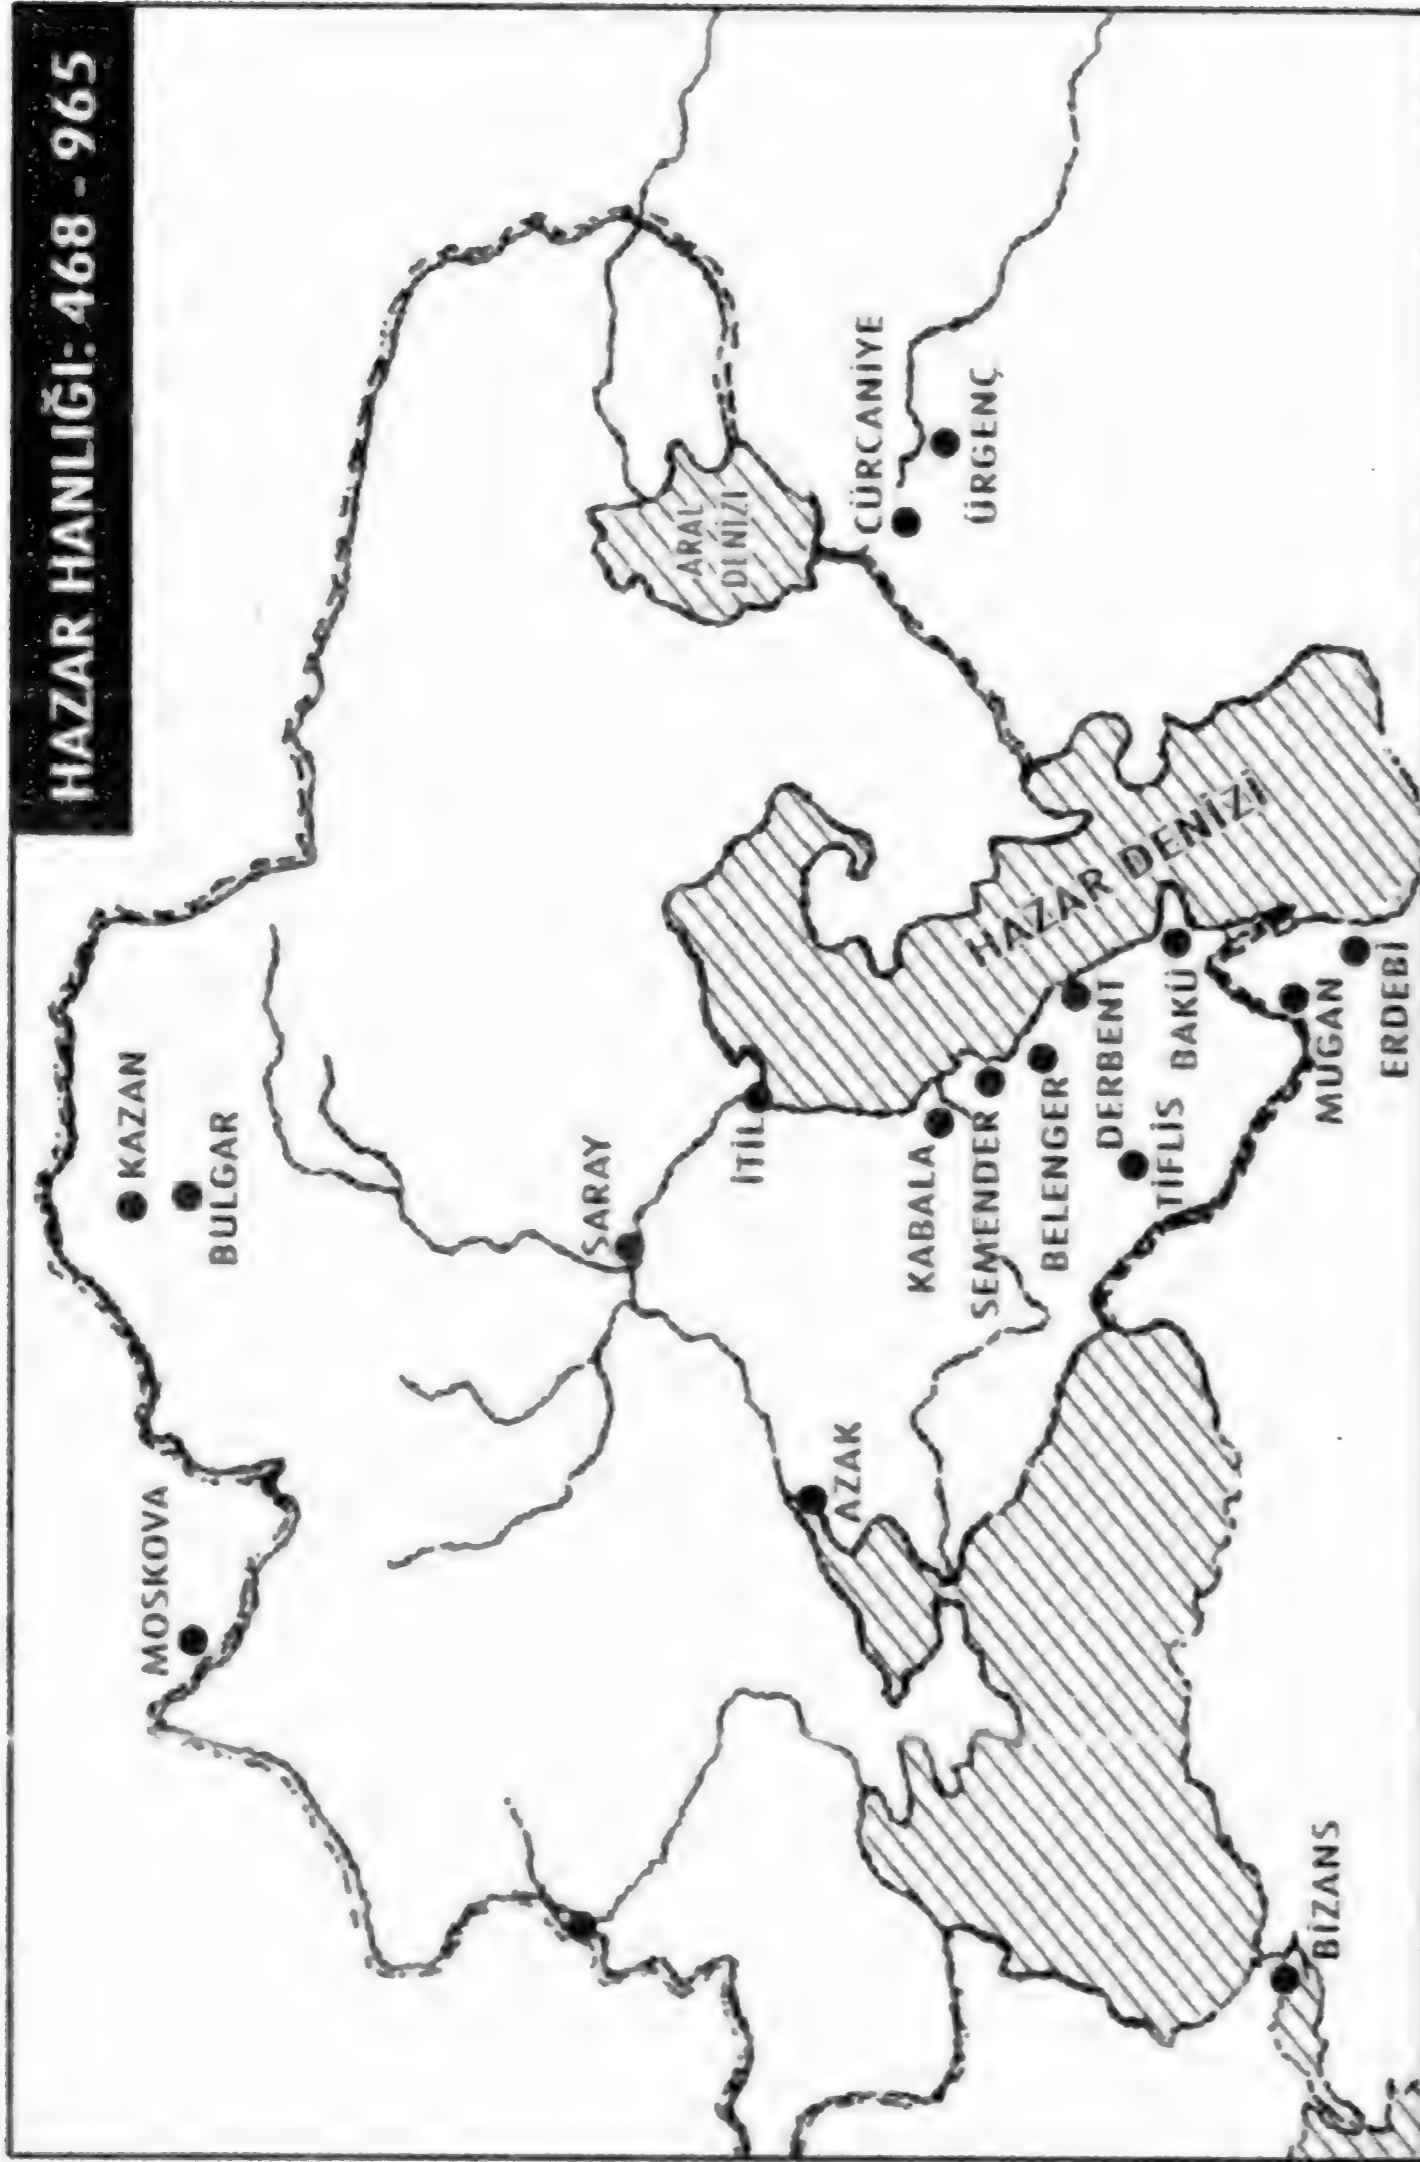 HAZAR HANLIĞI: 468 - 965
MOSKOVA
KAZAN
BULGAR
SARAY
ARAL
DENİZİ
İTİL
AZAK
CÜRCANİYE
ÜRGENÇ
KABALA
SEMENDER
BELENGER
DERBENT
TİFLİS
BAKÜ
HAZAR DENİZİ
MUGAN
ERDEBİ
BİZANS